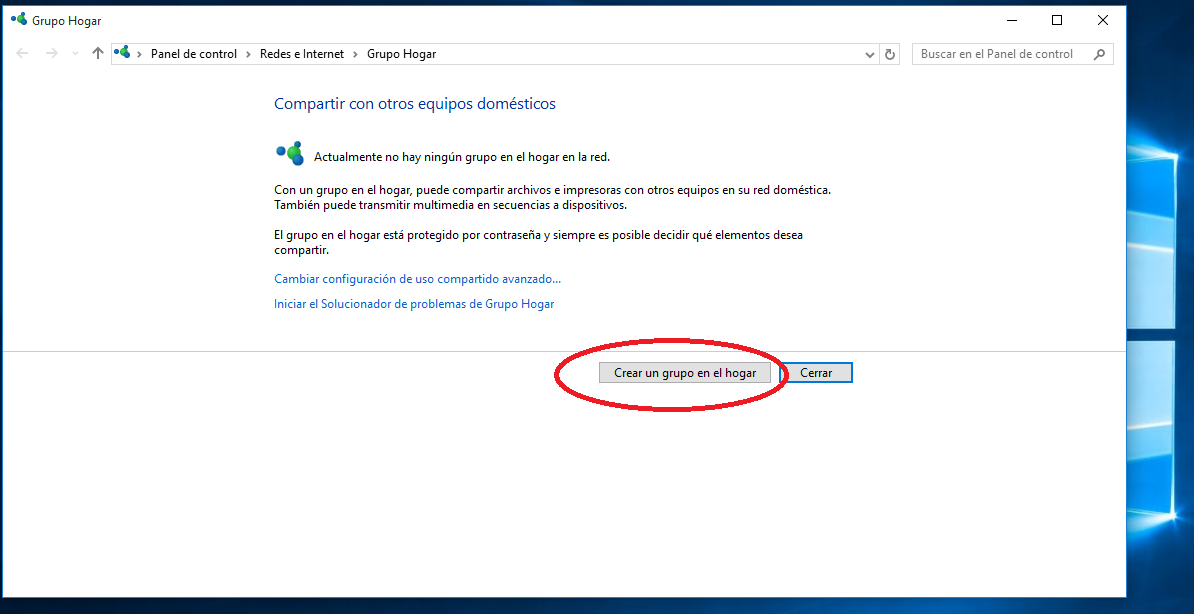 Grupo Hogar
Panel de control > Redes e Internet > Grupo Hogar
Buscar en el Panel de control
Compartir con otros equipos domésticos
Actualmente no hay ningún grupo en el hogar en la red.
Con un grupo en el hogar, puede compartir archivos e impresoras con otros equipos en su red doméstica.
También puede transmitir multimedia en secuencias a dispositivos.
El grupo en el hogar está protegido por contraseña y siempre es posible decidir qué elementos desea
compartir.
Cambiar configuración de uso compartido avanzado...
Iniciar el Solucionador de problemas de Grupo Hogar
Crear un grupo en el hogar
Cerrar